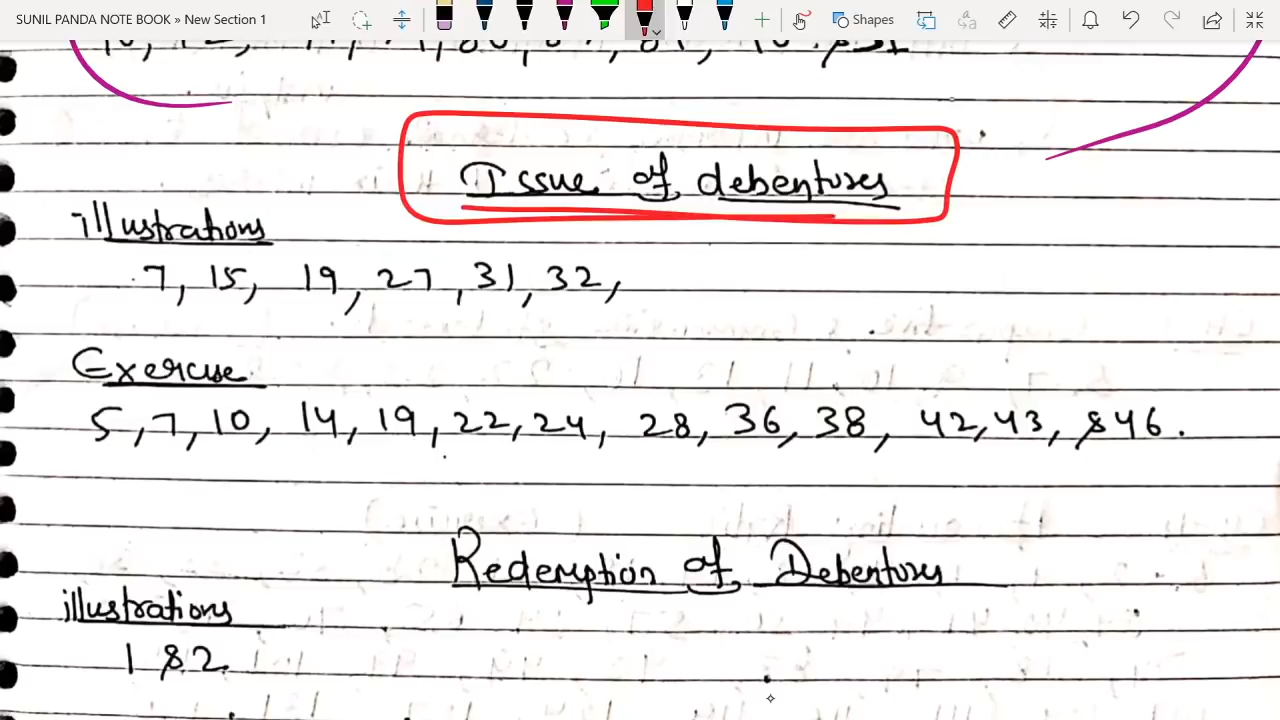 SUNIL PANDA NOTE BOOK » New Section 1
Shapes
Issue of debentures
illustrations
7, 15, 19, 27, 31, 32,
Exercise
5, 7, 10, 14, 19, 22, 24, 28, 36, 38, 42, 43, & 46.
Redemption of Debentures
illustrations
1 & 2.